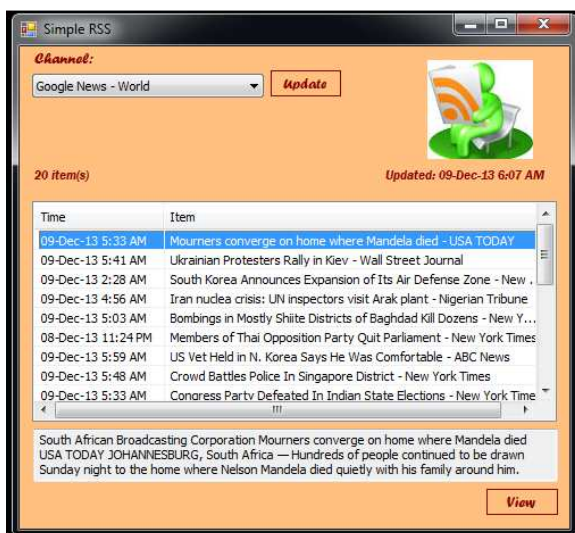 Simple RSS
Channel:
Google News - World
Update
20 item(s)
Updated: 09-Dec-13 6:07 AM
Time Item
09-Dec-13 5:33 AM Mourners converge on home where Mandela died - USA TODAY
09-Dec-13 5:41 AM Ukrainian Protesters Rally in Kiev - Wall Street Journal
09-Dec-13 2:28 AM South Korea Announces Expansion of Its Air Defense Zone - New .
09-Dec-13 4:56 AM Iran nuclea crisis: UN inspectors visit Arak plant - Nigerian Tribune
09-Dec-13 5:03 AM Bombings in Mostly Shiite Districts of Baghdad Kill Dozens - New Y...
08-Dec-13 11:24 PM Members of Thai Opposition Party Quit Parliament - New York Times
09-Dec-13 5:59 AM US Vet Held in N. Korea Says He Was Comfortable - ABC News
09-Dec-13 5:48 AM Crowd Battles Police In Singapore District - New York Times
09-Dec-13 5:33 AM Congress Party Defeated In Indian State Elections - New York Time
South African Broadcasting Corporation Mourners converge on home where Mandela died
USA TODAY JOHANNESBURG, South Africa — Hundreds of people continued to be drawn
Sunday night to the home where Nelson Mandela died quietly with his family around him.
View